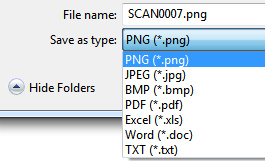 File name: SCAN0007.png
Save as type: PNG (*.png)
PNG (*.png)
JPEG (*.jpg)
BMP (*.bmp)
PDF (*.pdf)
Excel (*.xls)
Word (*.doc)
TXT (*.txt)
Hide Folders